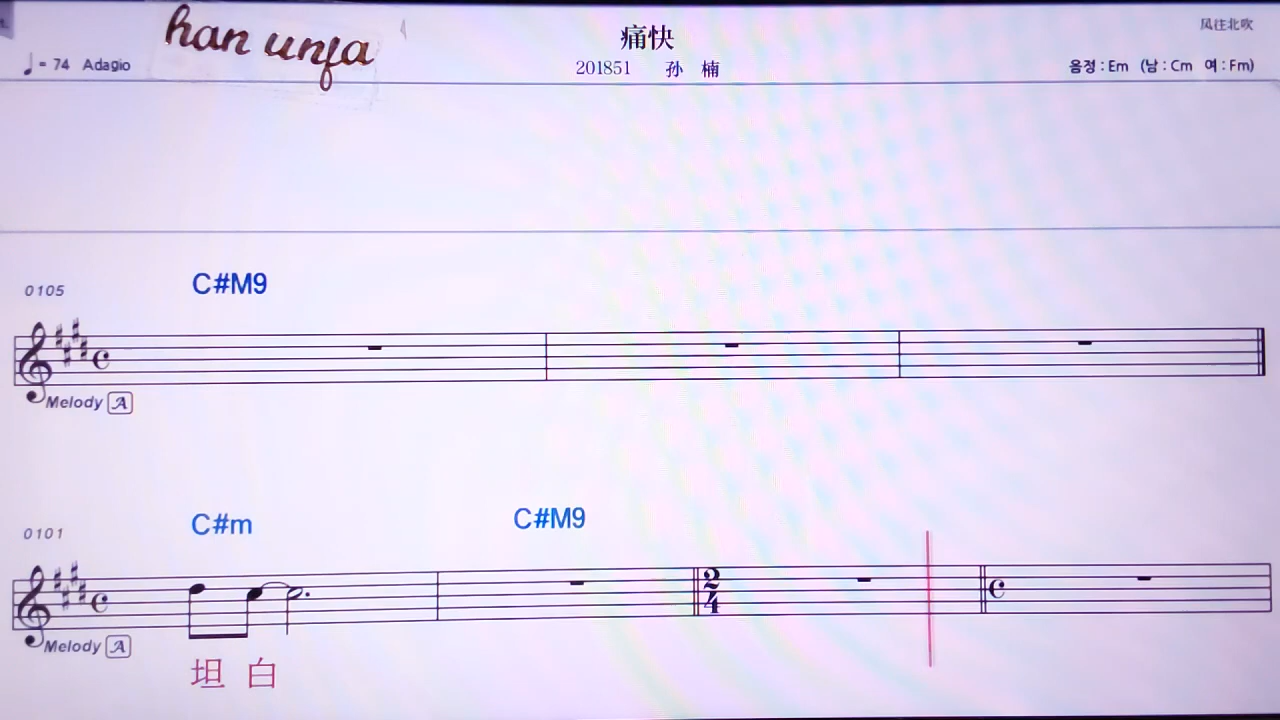 han unfa
痛快
风往北吹
♩= 74 Adagio
201851 孙 楠
음정 : Em (남 : Cm 여 : Fm)
0105
C#M9
Melody A
0101
C#m C#M9
2
4
Melody A
坦 白